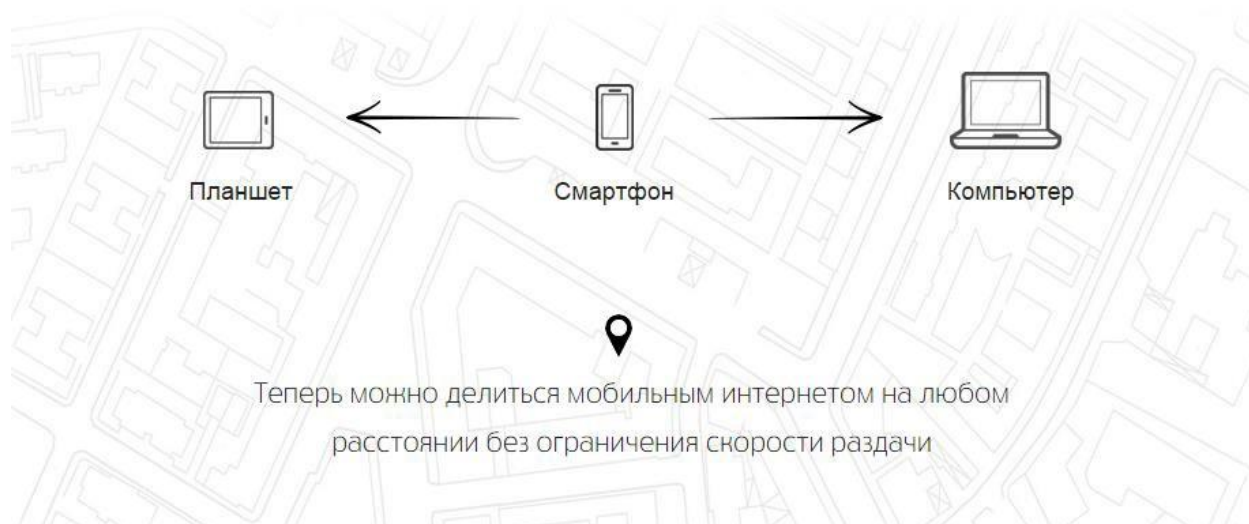 Планшет
Смартфон
Компьютер
Теперь можно делиться мобильным интернетом на любом
расстоянии без ограничения скорости раздачи